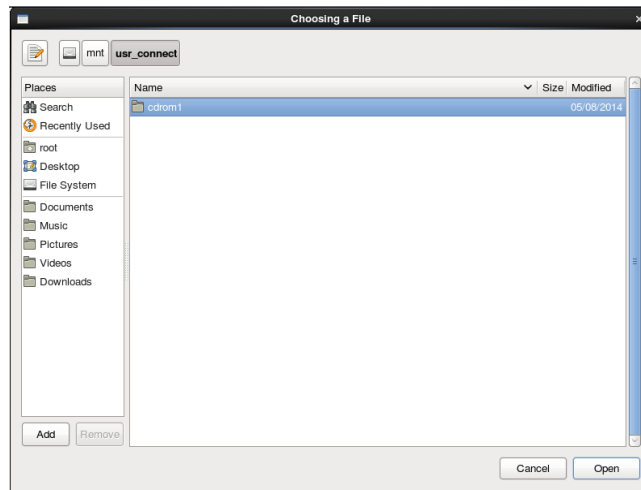 Choosing a File
mnt usr_connect
Places
Search
Recently Used
root
Desktop
File System
Documents
Music
Pictures
Videos
Downloads
Name Size Modified
cdrom1 05/08/2014
Add Remove
Cancel Open